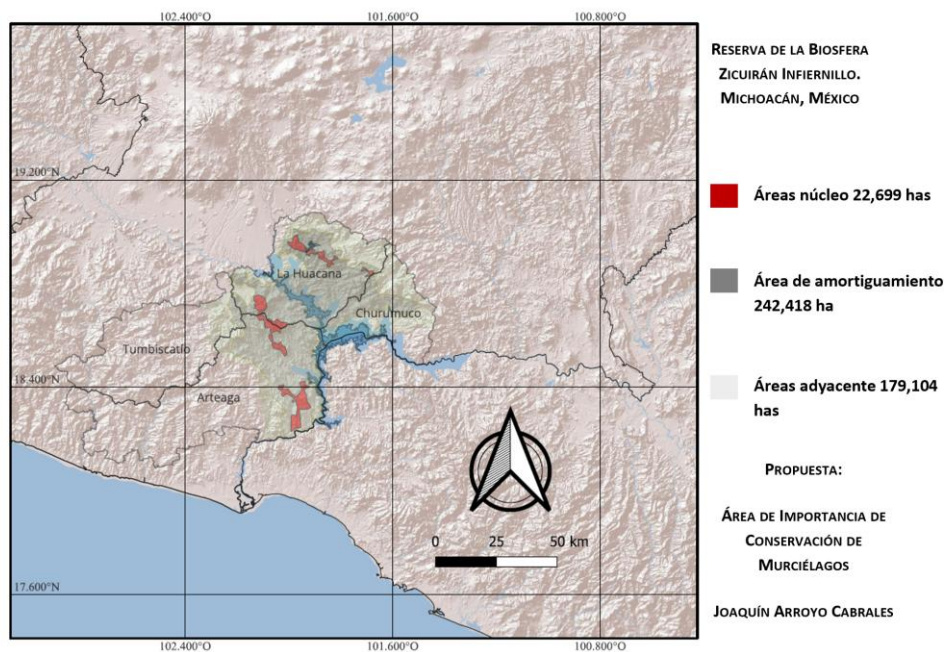 102.400°O
101.600°O
100.800°O
19.200°N
18.400°N
17.600°N
La Huacana
Churumuco
Tumbiscatío
Arteaga
0 25 50 km
102.400°O
101.600°O
100.800°O
RESERVA DE LA BIOSFERA
ZICUIRÁN INFIERNILLO.
MICHOACÁN, MÉXICO
Áreas núcleo 22,699 has
Área de amortiguamiento
242,418 ha
Áreas adyacente 179,104
has
PROPUESTA:
ÁREA DE IMPORTANCIA DE
CONSERVACIÓN DE
MURCIÉLAGOS
JOAQUÍN ARROYO CABRALES